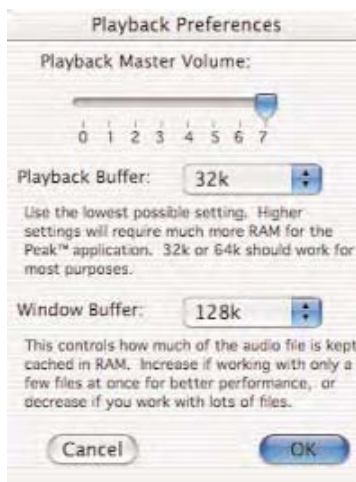 Playback Preferences
Playback Master Volume:
0 1 2 3 4 5 6 7
Playback Buffer: 32k
Use the lowest possible setting. Higher
settings will require much more RAM for the
Peak™ application. 32k or 64k should work for
most purposes.
Window Buffer: 128k
This controls how much of the audio file is kept
cached in RAM. Increase if working with only a
few files at once for better performance, or
decrease if you work with lots of files.
Cancel OK